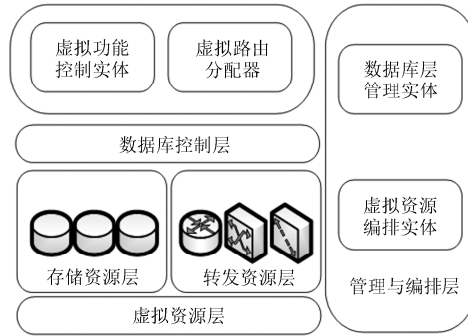 虚拟功能
控制实体
虚拟路由
分配器
数据库控制层
存储资源层
转发资源层
虚拟资源层
数据库层
管理实体
虚拟资源
编排实体
管理与编排层